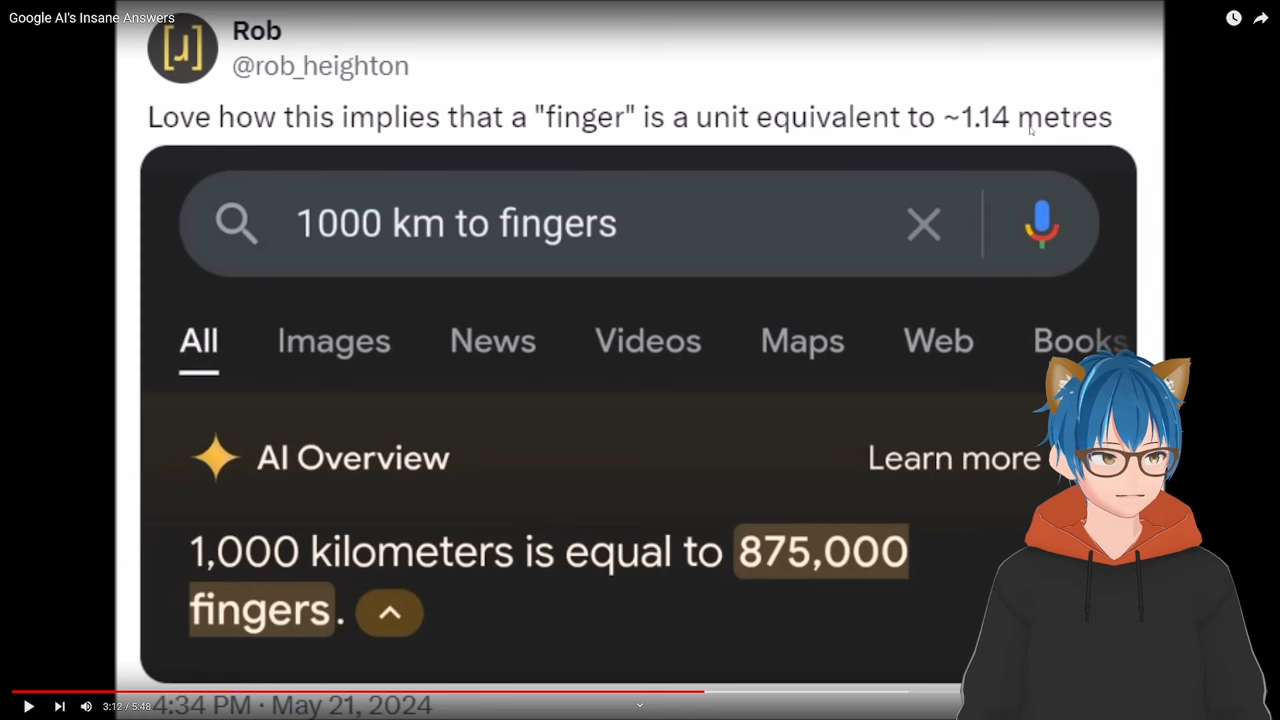 Google AI's Insane Answers
Rob
@rob_heighton
Love how this implies that a "finger" is a unit equivalent to ~1.14 metres
1000 km to fingers
All Images News Videos Maps Web Books
AI Overview Learn more
1,000 kilometers is equal to 875,000
fingers.
3:12 / 5:48
4:34 PM · May 21, 2024